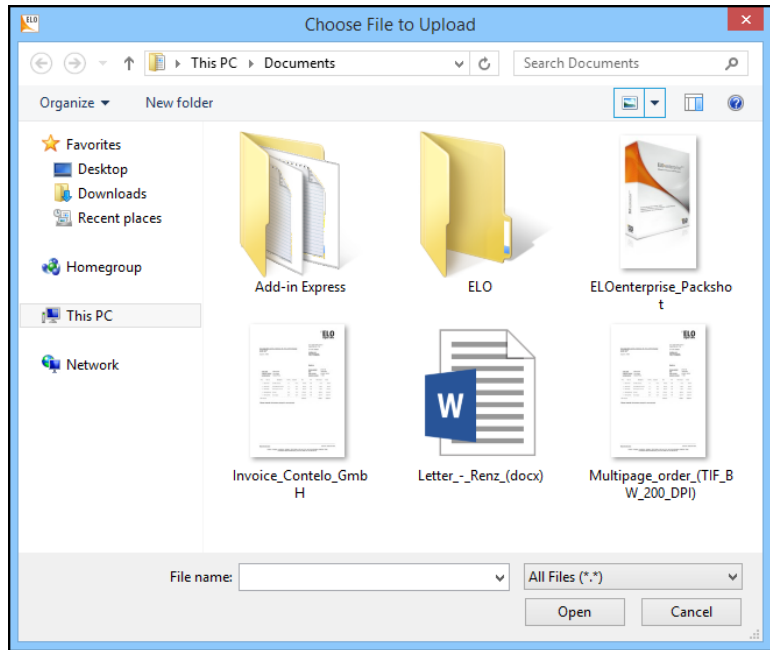 ELO
Choose File to Upload
This PC
Documents
Search Documents
Organize
New folder
Favorites
Desktop
Downloads
Recent places
Homegroup
This PC
Network
Add-in Express
ELO
ELOenterprise_Packsho
t
ELO
W
ELO
Invoice_Contelo_Gmb
H
Letter_-_Renz_(docx)
Multipage_order_(TIF_B
W_200_DPI)
File name:
All Files (*.*)
Open
Cancel